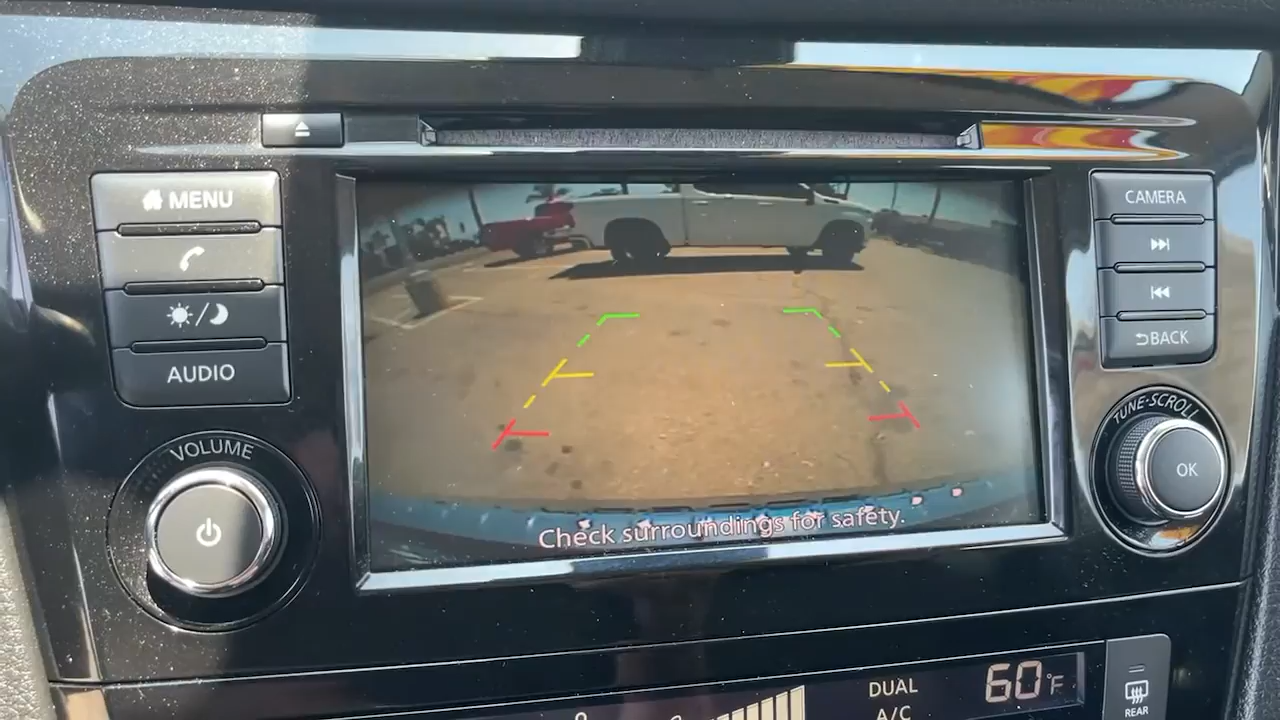 MENU
AUDIO
VOLUME
Check surroundings for safety.
CAMERA
BACK
TUNE·SCROLL
OK
DUAL
A/C
60°F
REAR